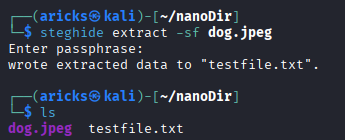 ┌──(aricks㉿kali)-[~/nanoDir]
└─$ steghide extract -sf dog.jpeg
Enter passphrase:
wrote extracted data to "testfile.txt".
┌──(aricks㉿kali)-[~/nanoDir]
└─$ ls
dog.jpeg  testfile.txt